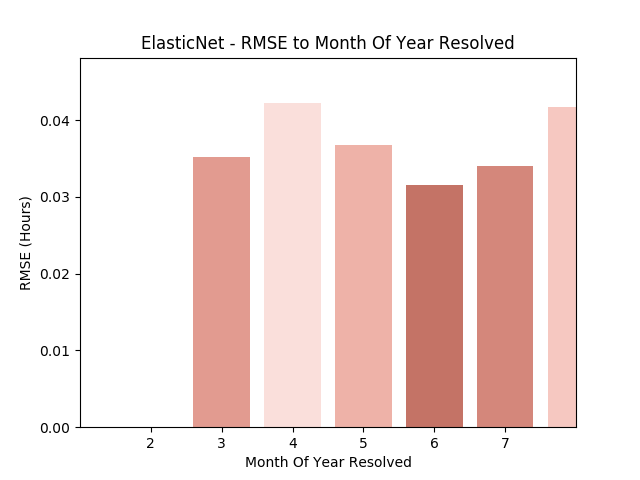 ElasticNet - RMSE to Month Of Year Resolved
0.04
0.03
0.02
0.01
0.00
RMSE (Hours)
2 3 4 5 6 7
Month Of Year Resolved